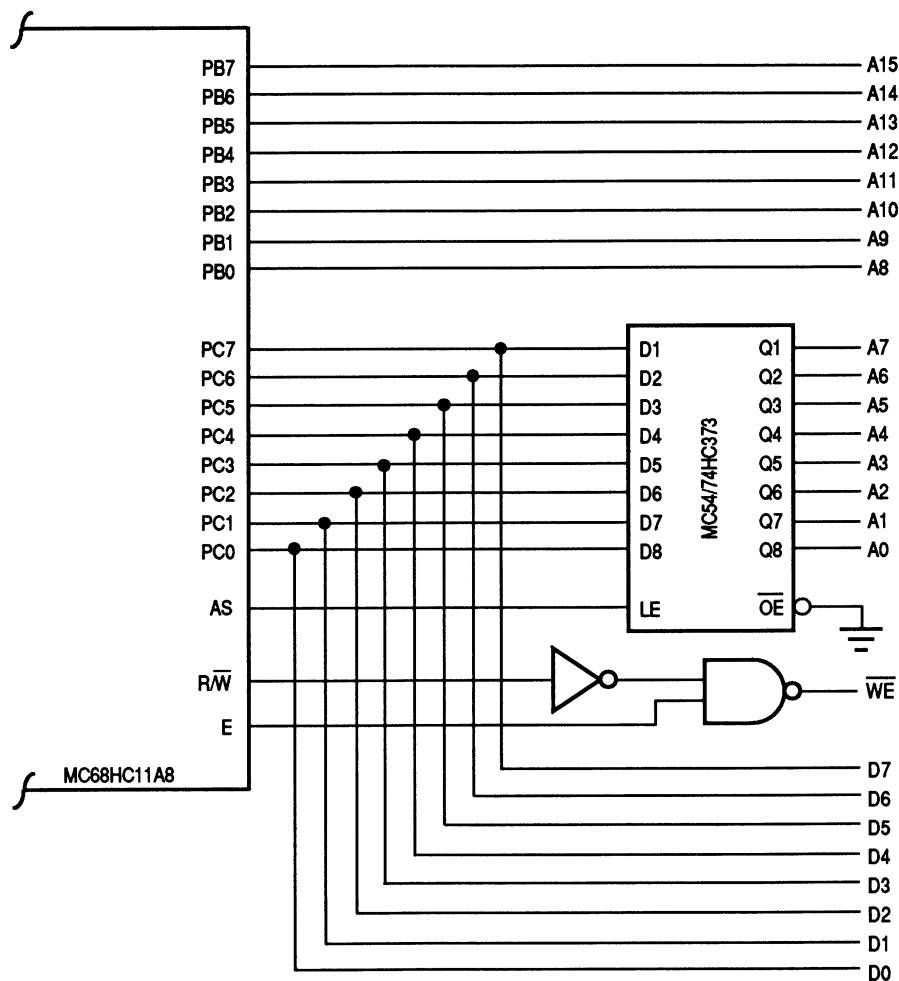 PB7 A15
PB6 A14
PB5 A13
PB4 A12
PB3 A11
PB2 A10
PB1 A9
PB0 A8
PC7 D1 Q1 A7
PC6 D2 Q2 A6
PC5 D3 Q3 A5
PC4 D4 Q4 A4
PC3 D5 Q5 A3
PC2 D6 Q6 A2
PC1 D7 Q7 A1
PC0 D8 Q8 A0
MC54/74HC373
AS LE O̅E̅
R/W̅ W̅E̅
E
MC68HC11A8
D7
D6
D5
D4
D3
D2
D1
D0